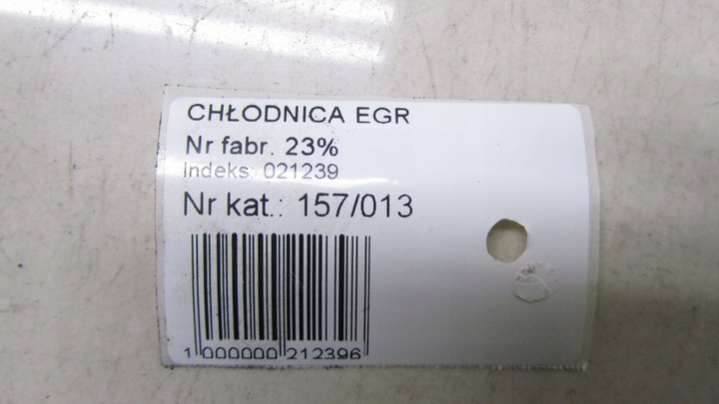 CHŁODNICA EGR
Nr fabr. 23%
Indeks: 021239
Nr kat.: 157/013
1 000000 212396